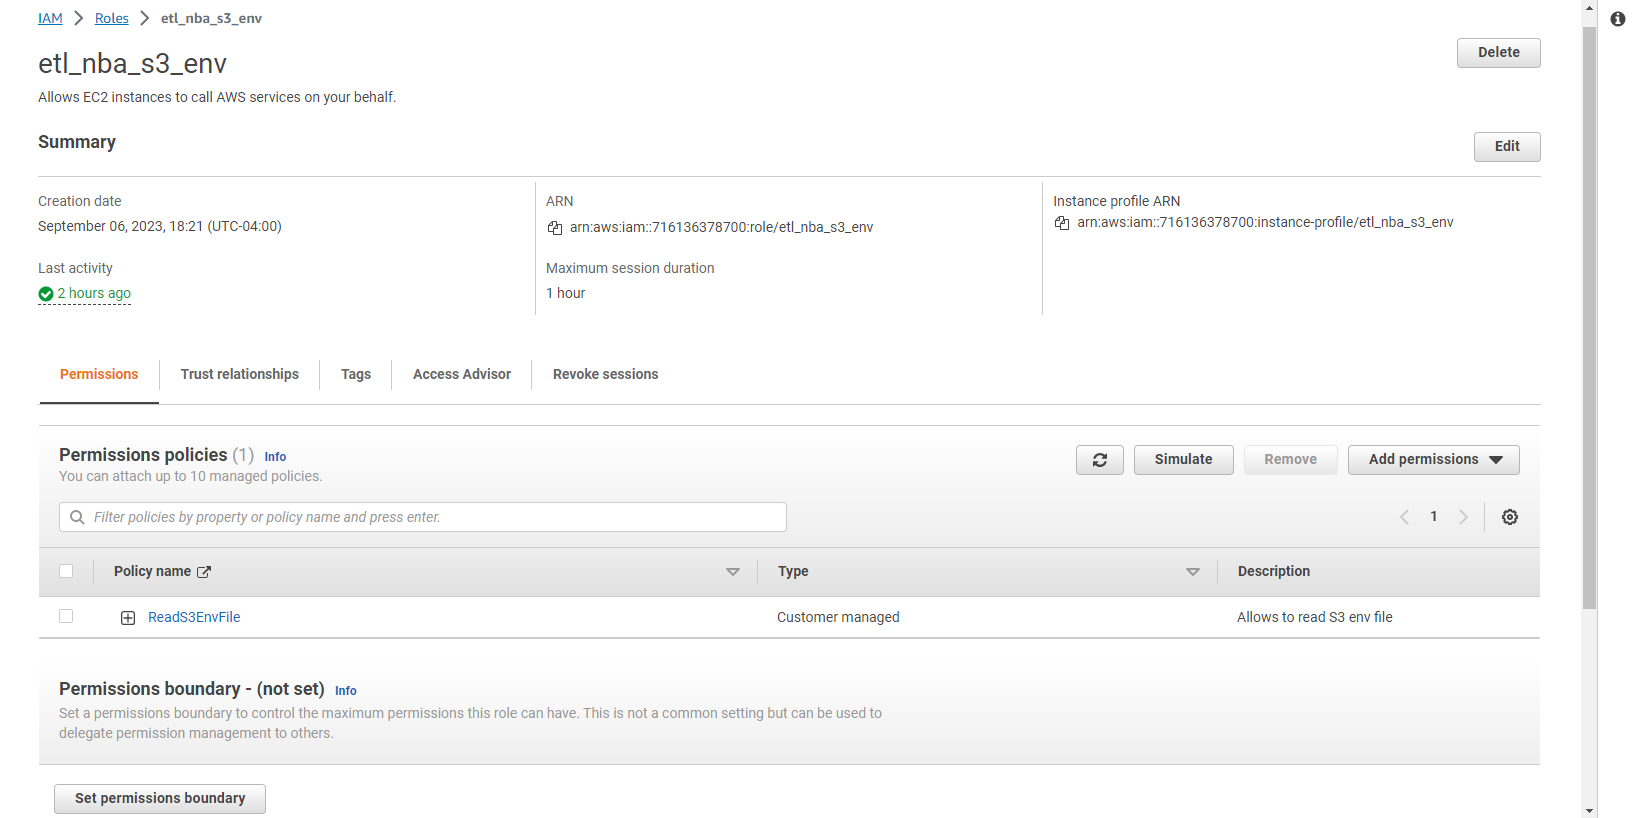 IAM > Roles > etl_nba_s3_env
etl_nba_s3_env
Delete
Allows EC2 instances to call AWS services on your behalf.
Summary
Edit
Creation date
September 06, 2023, 18:21 (UTC-04:00)
ARN
arn:aws:iam::716136378700:role/etl_nba_s3_env
Instance profile ARN
arn:aws:iam::716136378700:instance-profile/etl_nba_s3_env
Last activity
2 hours ago
Maximum session duration
1 hour
Permissions
Trust relationships
Tags
Access Advisor
Revoke sessions
Permissions policies (1) Info
You can attach up to 10 managed policies.
Simulate
Remove
Add permissions
Filter policies by property or policy name and press enter.
1
Policy name
Type
Description
ReadS3EnvFile
Customer managed
Allows to read S3 env file
Permissions boundary - (not set) Info
Set a permissions boundary to control the maximum permissions this role can have. This is not a common setting but can be used to
delegate permission management to others.
Set permissions boundary